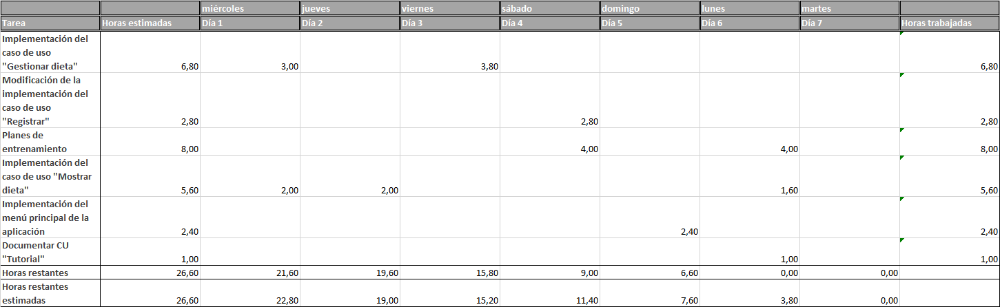 miércoles jueves viernes sábado domingo lunes martes
Tarea Horas estimadas Día 1 Día 2 Día 3 Día 4 Día 5 Día 6 Día 7 Horas trabajadas
Implementación del
caso de uso
"Gestionar dieta" 6,80 3,00 3,80 6,80
Modificación de la
implementación del
caso de uso
"Registrar" 2,80 2,80 2,80
Planes de
entrenamiento 8,00 4,00 4,00 8,00
Implementación del
caso de uso "Mostrar
dieta" 5,60 2,00 2,00 1,60 5,60
Implementación del
menú principal de la
aplicación 2,40 2,40 2,40
Documentar CU
"Tutorial" 1,00 1,00 1,00
Horas restantes 26,60 21,60 19,60 15,80 9,00 6,60 0,00 0,00
Horas restantes
estimadas 26,60 22,80 19,00 15,20 11,40 7,60 3,80 0,00